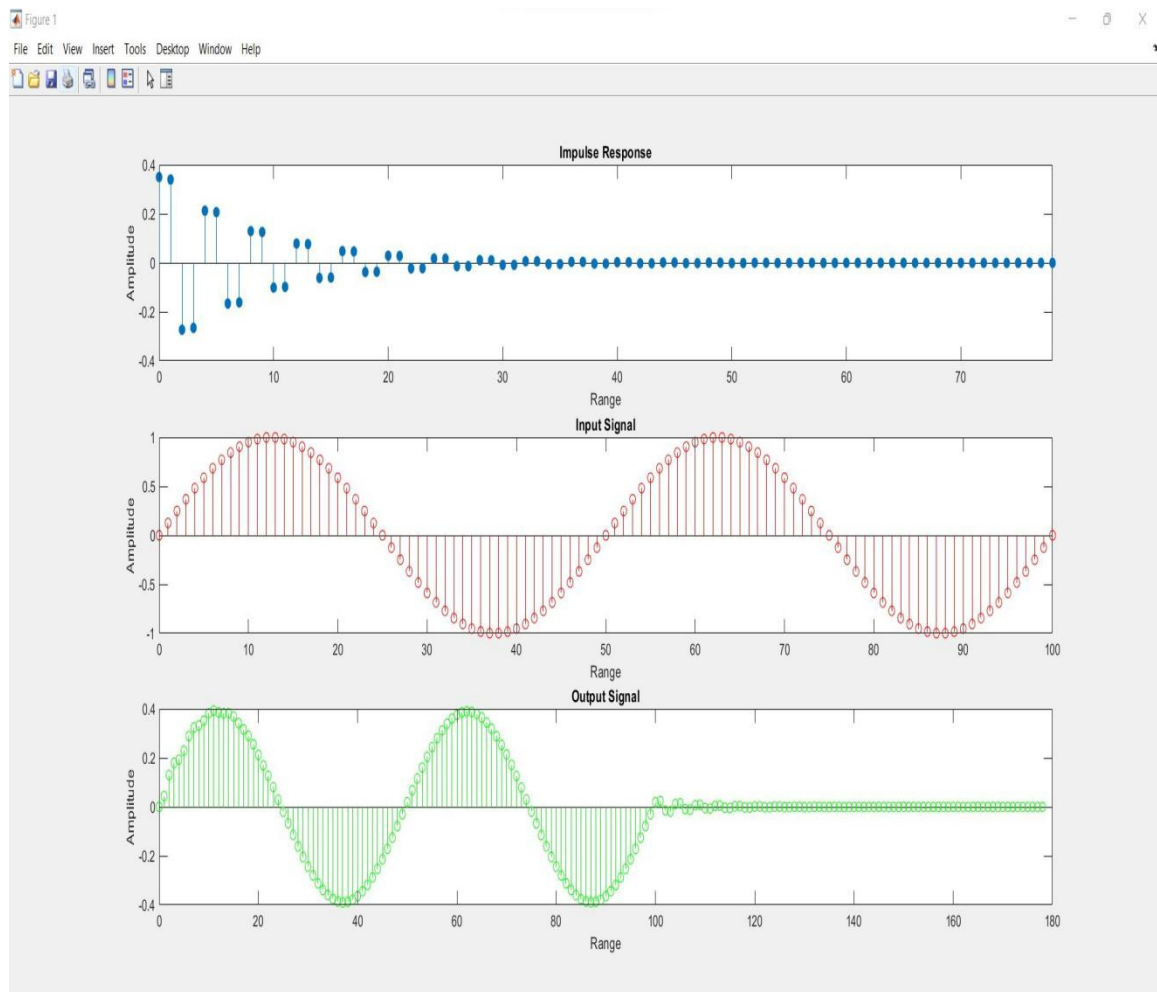 Figure 1
File Edit View Insert Tools Desktop Window Help
Impulse Response
Amplitude
0.4
0.2
0
-0.2
-0.4
0 10 20 30 40 50 60 70
Range
Input Signal
Amplitude
1
0.5
0
-0.5
-1
0 10 20 30 40 50 60 70 80 90 100
Range
Output Signal
Amplitude
0.4
0.2
0
-0.2
-0.4
0 20 40 60 80 100 120 140 160 180
Range